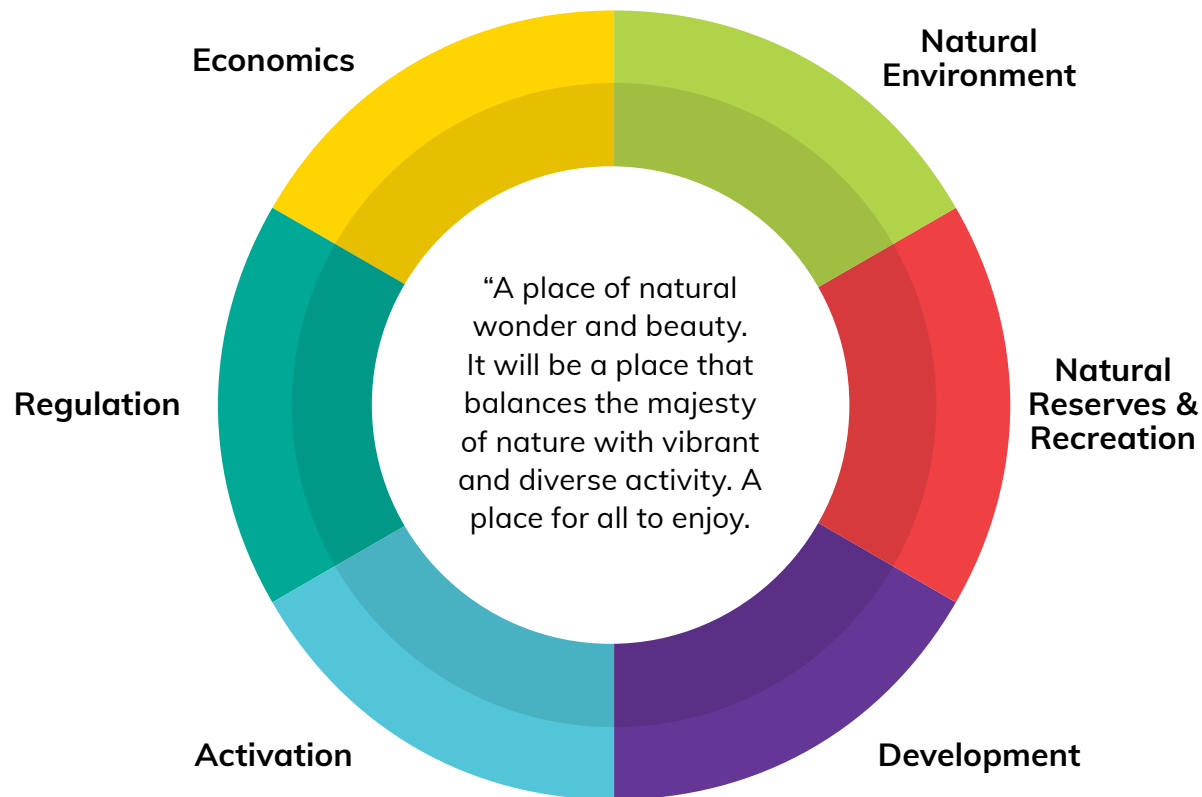 Economics
Natural
Environment
“A place of natural
wonder and beauty.
It will be a place that
balances the majesty
of nature with vibrant
and diverse activity. A
place for all to enjoy.
Regulation
Natural
Reserves &
Recreation
Activation
Development